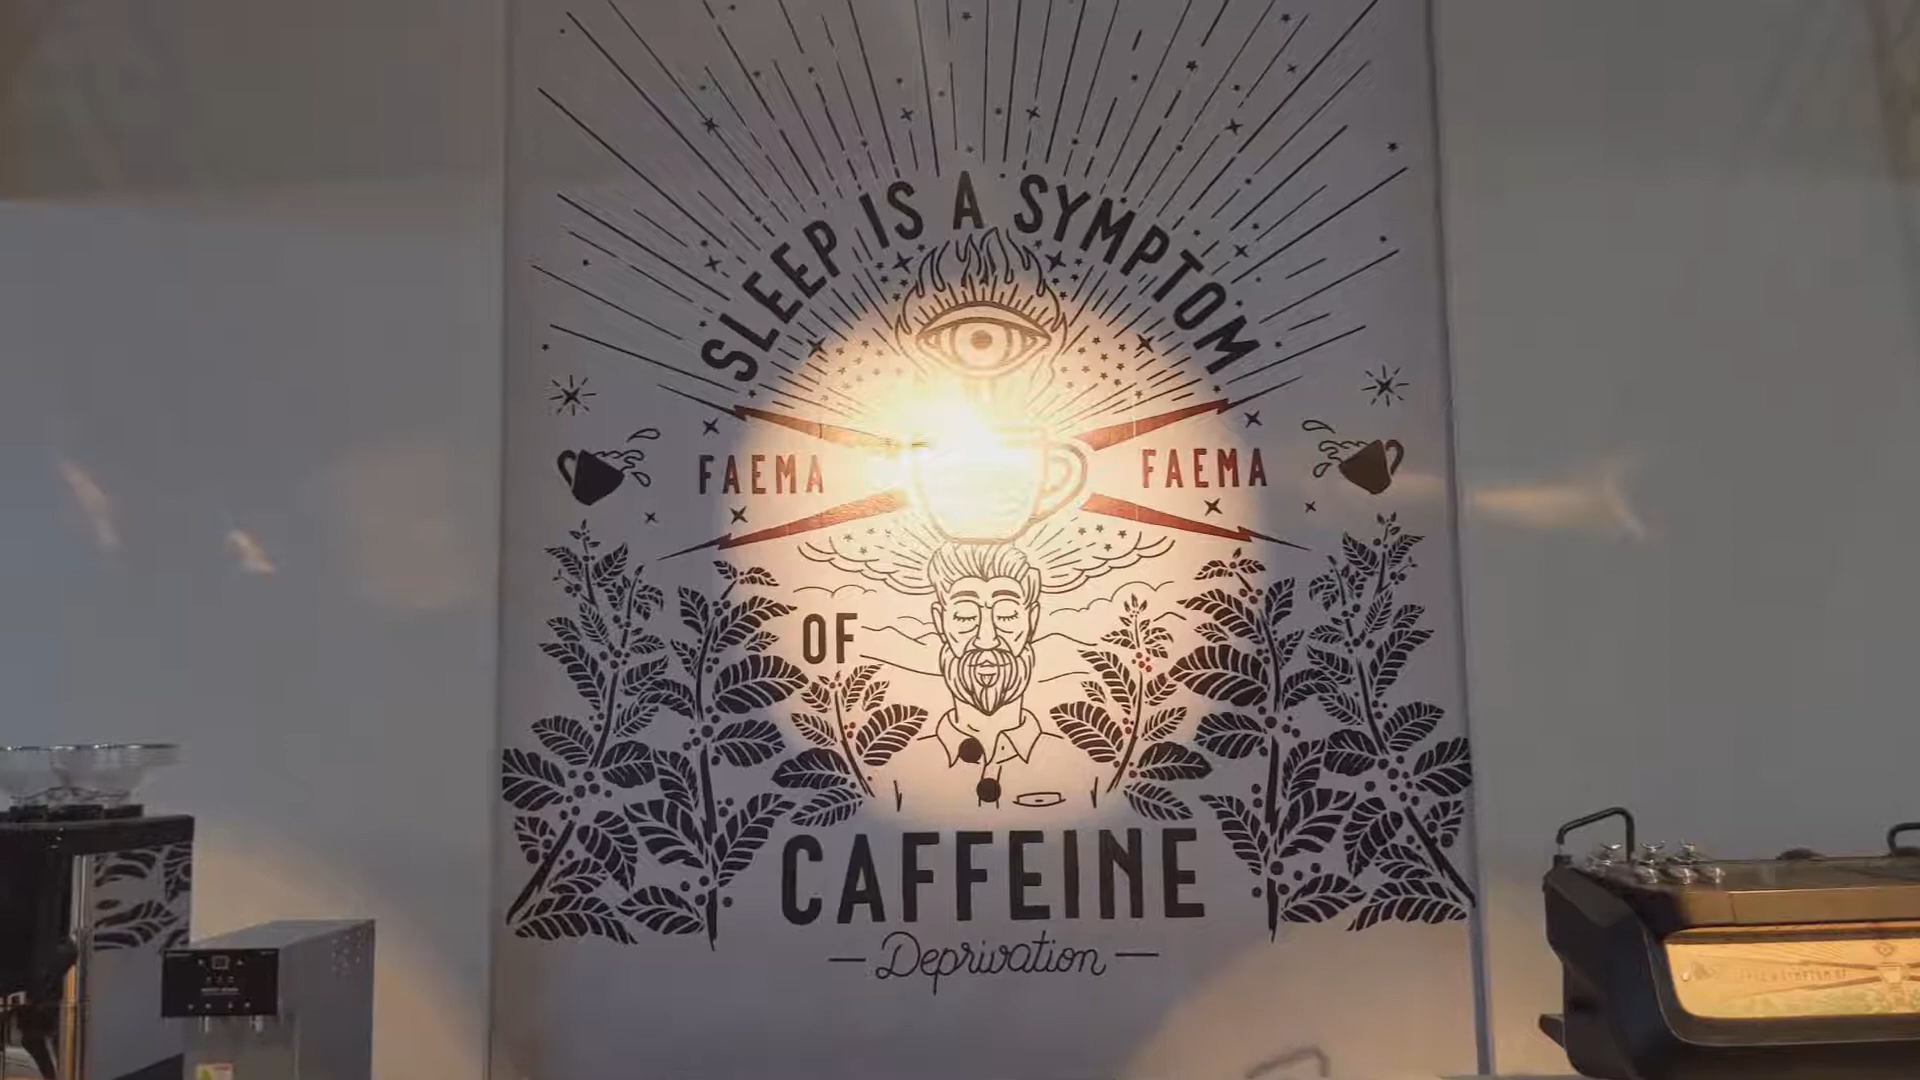 SLEEP IS A SYMPTOM
FAEMA FAEMA
OF
CAFFEINE
Deprivation